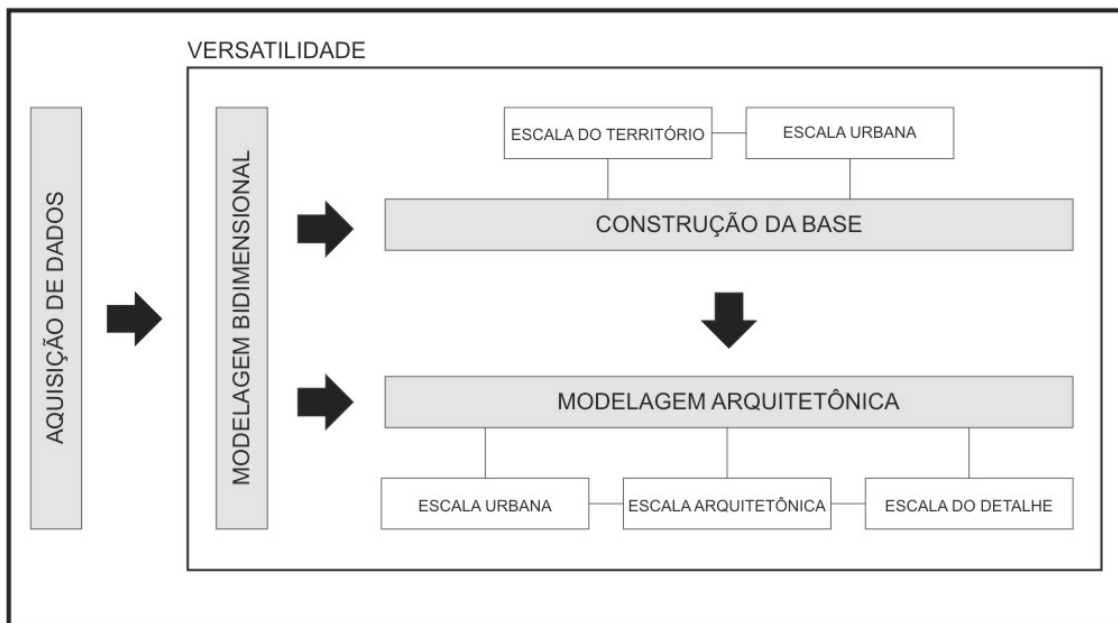 VERSATILIDADE
AQUISIÇÃO DE DADOS
MODELAGEM BIDIMENSIONAL
ESCALA DO TERRITÓRIO
ESCALA URBANA
CONSTRUÇÃO DA BASE
MODELAGEM ARQUITETÔNICA
ESCALA URBANA
ESCALA ARQUITETÔNICA
ESCALA DO DETALHE